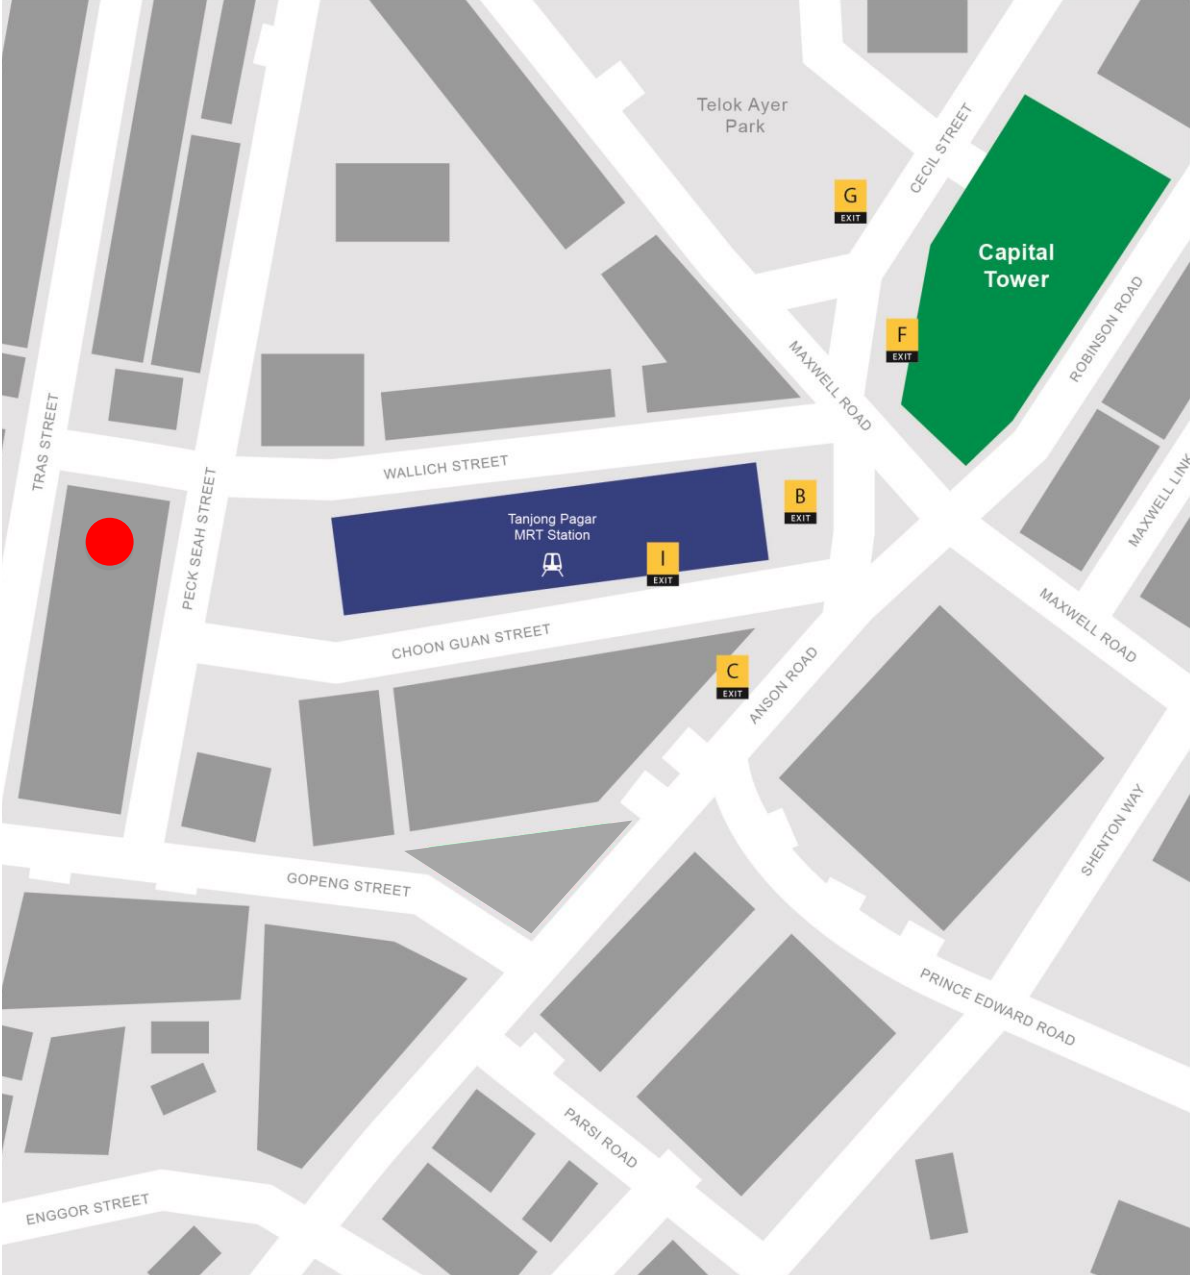 Telok Ayer
Park
CECIL STREET
G
EXIT
Capital
Tower
F
EXIT
ROBINSON ROAD
MAXWELL ROAD
TRAS STREET
WALLICH STREET
PECK SEAH STREET
B
EXIT
MAXWELL LINK
Tanjong Pagar
MRT Station
I
EXIT
CHOON GUAN STREET
MAXWELL ROAD
C
EXIT
ANSON ROAD
SHENTON WAY
GOPENG STREET
PRINCE EDWARD ROAD
PARSI ROAD
ENGGOR STREET